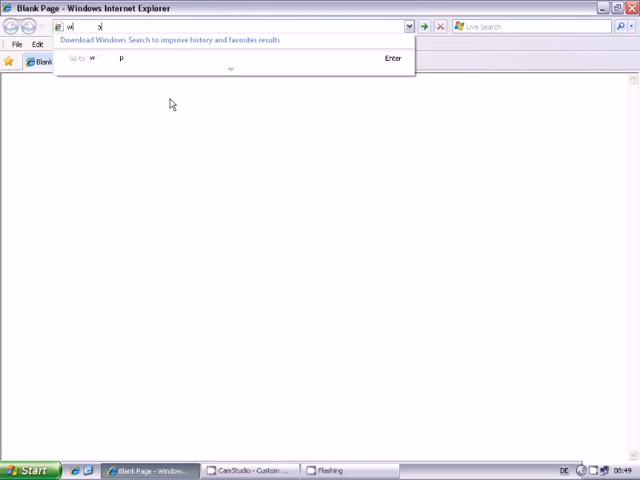 Blank Page - Windows Internet Explorer
Live Search
Download Windows Search to improve history and favorites results
Go to Enter
File Edit
Blank
Start Blank Page - Window... CamStudio - Custom ... Flashing DE 08:49